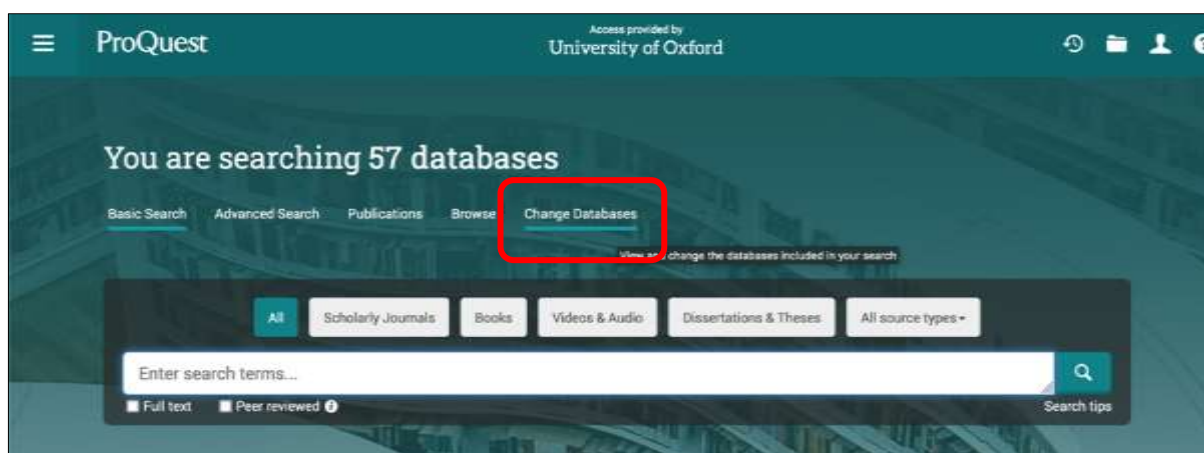 ProQuest
Access provided by
University of Oxford
You are searching 57 databases
Basic Search Advanced Search Publications Browse Change Databases
View and change the databases included in your search
All Scholarly Journals Books Videos & Audio Dissertations & Theses All source types
Enter search terms...
Full text Peer reviewed
Search tips